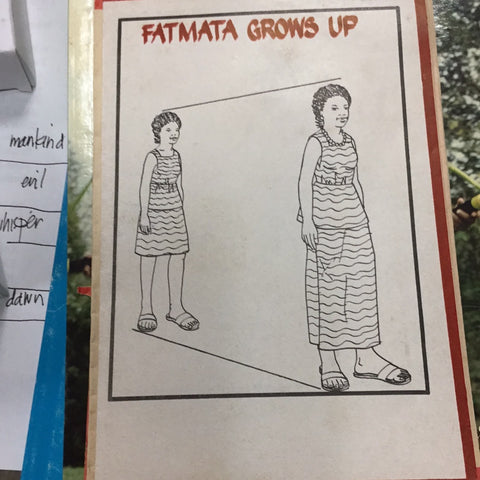 FATMATA GROWS UP
mankind
evil
whisper
dawn